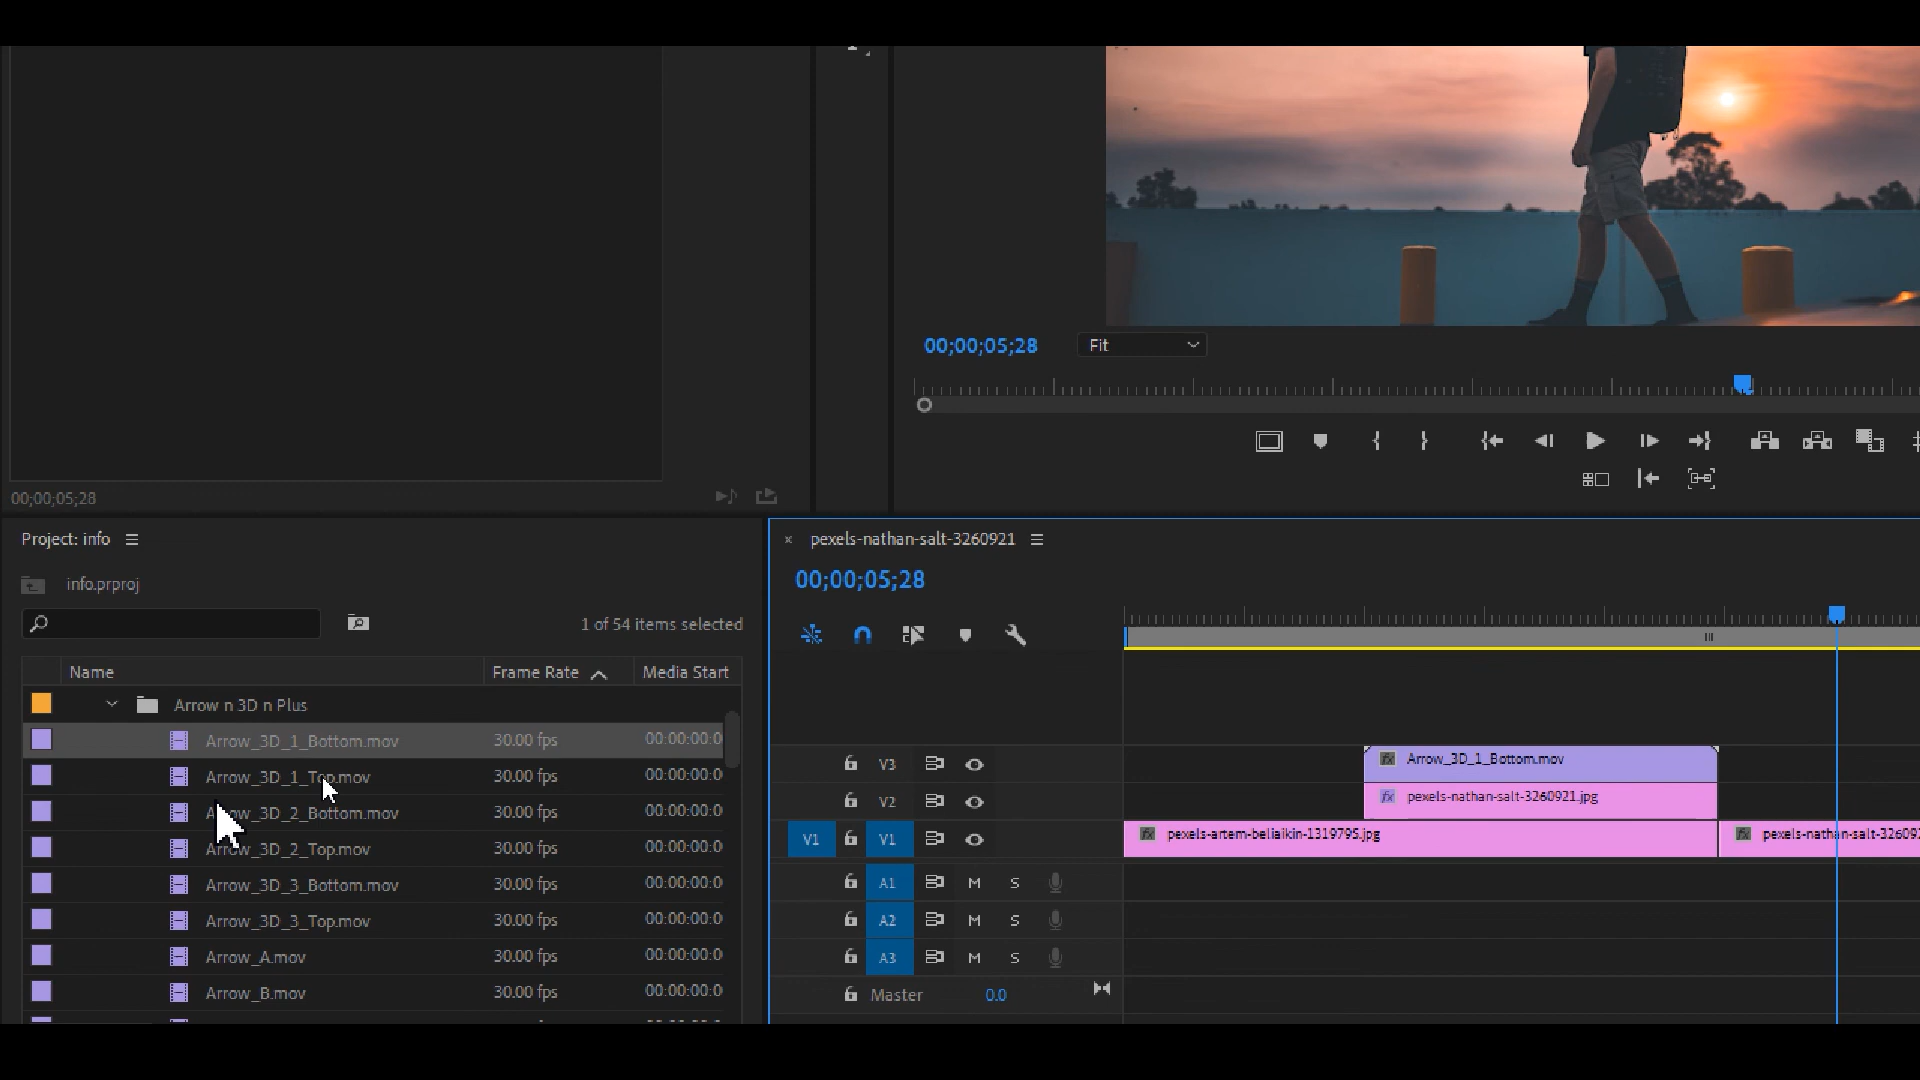 00;00;05;28
Fit
00;00;05;28
Project: info
info.prproj
1 of 54 items selected
Name
Frame Rate
Media Start
Arrow n 3D n Plus
Arrow_3D_1_Bottom.mov 30.00 fps 00:00:00:0
Arrow_3D_1_Top.mov 30.00 fps 00:00:00:0
Arrow_3D_2_Bottom.mov 30.00 fps 00:00:00:0
Arrow_3D_2_Top.mov 30.00 fps 00:00:00:0
Arrow_3D_3_Bottom.mov 30.00 fps 00:00:00:0
Arrow_3D_3_Top.mov 30.00 fps 00:00:00:0
Arrow_A.mov 30.00 fps 00:00:00:0
Arrow_B.mov 30.00 fps 00:00:00:0
× pexels-nathan-salt-3260921
00;00;05;28
V3 fx Arrow_3D_1_Bottom.mov
V2 fx pexels-nathan-salt-3260921.jpg
V1 V1 fx pexels-artem-beliaikin-1319795.jpg fx pexels-nathan-salt-326092
A1 M S
A2 M S
A3 M S
Master 0.0